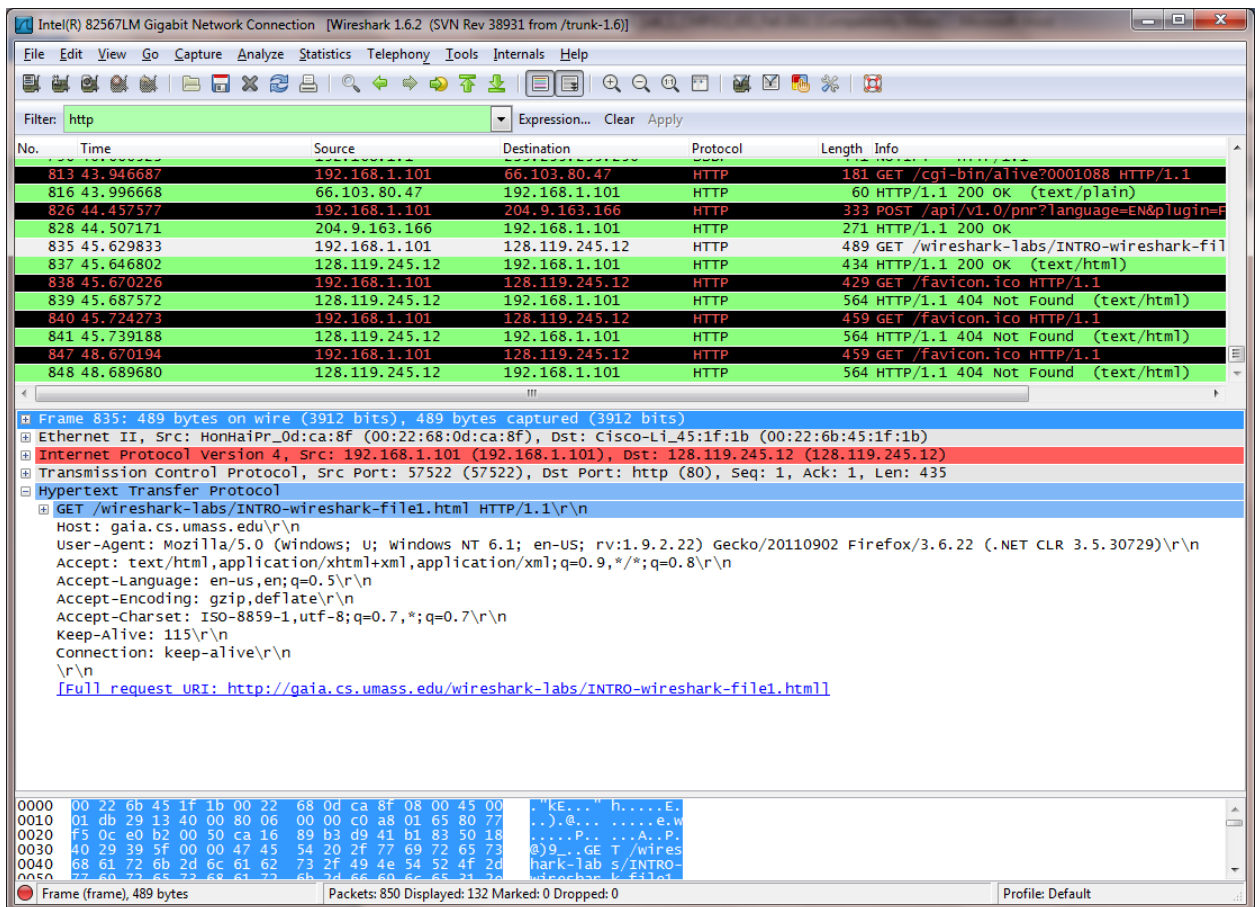 Intel(R) 82567LM Gigabit Network Connection [Wireshark 1.6.2 (SVN Rev 38931 from /trunk-1.6)]
File Edit View Go Capture Analyze Statistics Telephony Tools Internals Help
Filter: http Expression... Clear Apply
No. Time Source Destination Protocol Length Info
813 43.946687 192.168.1.101 66.103.80.47 HTTP 181 GET /cgi-bin/alive?0001088 HTTP/1.1
816 43.996668 66.103.80.47 192.168.1.101 HTTP 60 HTTP/1.1 200 OK (text/plain)
826 44.457577 192.168.1.101 204.9.163.166 HTTP 333 POST /api/v1.0/pnr?language=EN&plugin=F
828 44.507171 204.9.163.166 192.168.1.101 HTTP 271 HTTP/1.1 200 OK
835 45.629833 192.168.1.101 128.119.245.12 HTTP 489 GET /wireshark-labs/INTRO-wireshark-fil
837 45.646802 128.119.245.12 192.168.1.101 HTTP 434 HTTP/1.1 200 OK (text/html)
838 45.670226 192.168.1.101 128.119.245.12 HTTP 429 GET /favicon.ico HTTP/1.1
839 45.687572 128.119.245.12 192.168.1.101 HTTP 564 HTTP/1.1 404 Not Found (text/html)
840 45.724273 192.168.1.101 128.119.245.12 HTTP 459 GET /favicon.ico HTTP/1.1
841 45.739188 128.119.245.12 192.168.1.101 HTTP 564 HTTP/1.1 404 Not Found (text/html)
847 48.670194 192.168.1.101 128.119.245.12 HTTP 459 GET /favicon.ico HTTP/1.1
848 48.689680 128.119.245.12 192.168.1.101 HTTP 564 HTTP/1.1 404 Not Found (text/html)
Frame 835: 489 bytes on wire (3912 bits), 489 bytes captured (3912 bits)
Ethernet II, Src: HonHaiPr_0d:ca:8f (00:22:68:0d:ca:8f), Dst: Cisco-Li_45:1f:1b (00:22:6b:45:1f:1b)
Internet Protocol Version 4, Src: 192.168.1.101 (192.168.1.101), Dst: 128.119.245.12 (128.119.245.12)
Transmission Control Protocol, Src Port: 57522 (57522), Dst Port: http (80), Seq: 1, Ack: 1, Len: 435
Hypertext Transfer Protocol
GET /wireshark-labs/INTRO-wireshark-file1.html HTTP/1.1\r\n
Host: gaia.cs.umass.edu\r\n
User-Agent: Mozilla/5.0 (Windows; U; Windows NT 6.1; en-US; rv:1.9.2.22) Gecko/20110902 Firefox/3.6.22 (.NET CLR 3.5.30729)\r\n
Accept: text/html,application/xhtml+xml,application/xml;q=0.9,*/*;q=0.8\r\n
Accept-Language: en-us,en;q=0.5\r\n
Accept-Encoding: gzip,deflate\r\n
Accept-Charset: ISO-8859-1,utf-8;q=0.7,*;q=0.7\r\n
Keep-Alive: 115\r\n
Connection: keep-alive\r\n
\r\n
[Full request URI: http://gaia.cs.umass.edu/wireshark-labs/INTRO-wireshark-file1.html]
0000 00 22 6b 45 1f 1b 00 22 68 0d ca 8f 08 00 45 00 ."kE..." h.....E.
0010 01 db 29 13 40 00 80 06 00 00 c0 a8 01 65 80 77 ..).@... .....e.w
0020 f5 0c e0 b2 00 50 ca 16 89 b3 d9 41 b1 83 50 18 .....P.. ...A..P.
0030 40 29 39 5f 00 00 47 45 54 20 2f 77 69 72 65 73 @)9_..GE T /wires
0040 68 61 72 6b 2d 6c 61 62 73 2f 49 4e 54 52 4f 2d hark-lab s/INTRO-
0050 77 69 72 65 73 68 61 72 6b 2d 66 69 6c 65 31 2e wireshar k-file1.
Frame (frame), 489 bytes Packets: 850 Displayed: 132 Marked: 0 Dropped: 0 Profile: Default